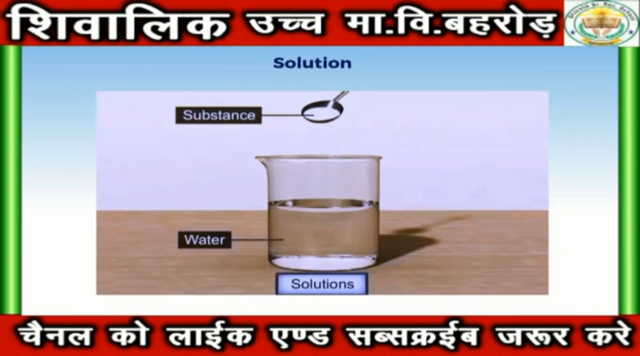 शिवालिक उच्च मा.वि.बहरोड़
Solution
Substance
Water
Solutions
चैनल को लाईक एण्ड सब्सक्रईब जरूर करे